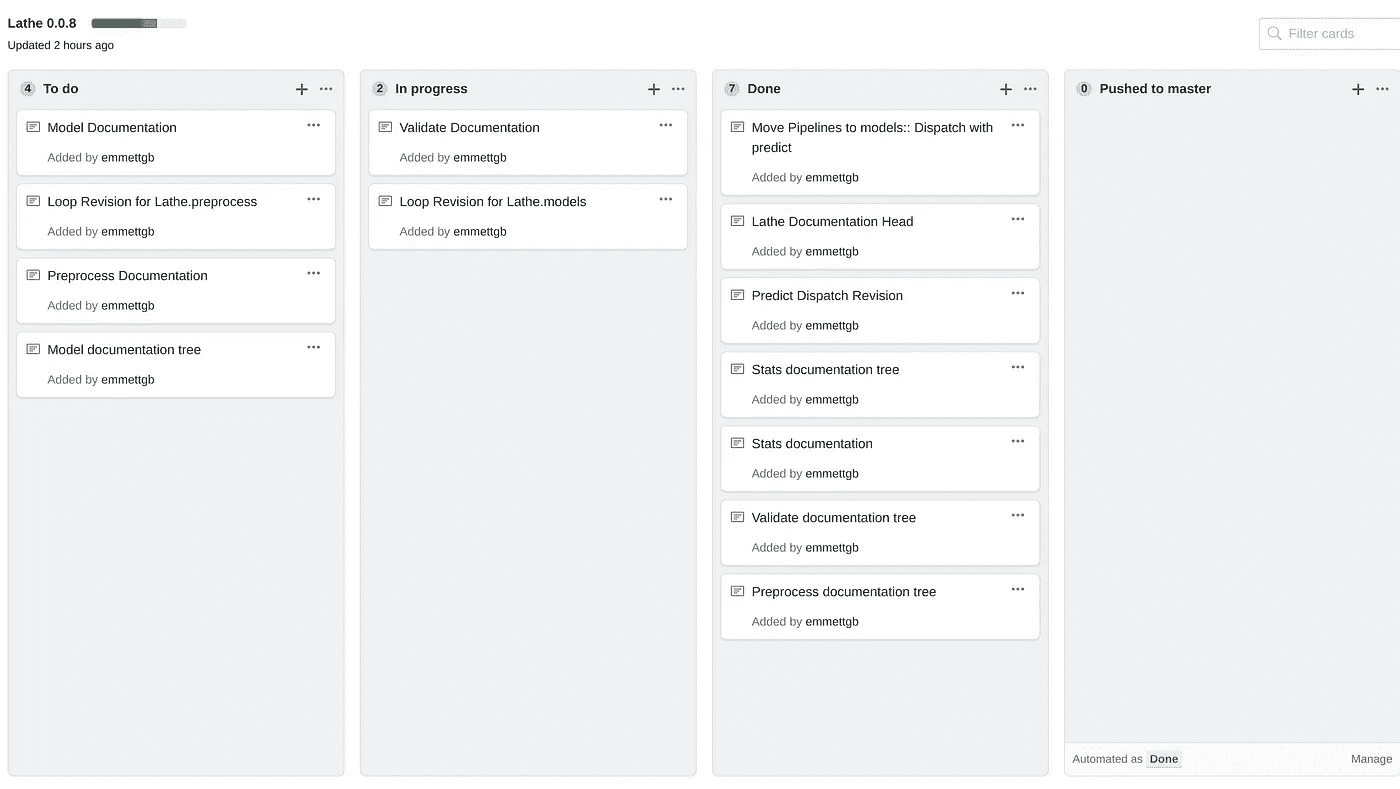 Lathe 0.0.8
Updated 2 hours ago
Filter cards
4 To do
Model Documentation
Added by emmettgb
Loop Revision for Lathe.preprocess
Added by emmettgb
Preprocess Documentation
Added by emmettgb
Model documentation tree
Added by emmettgb
2 In progress
Validate Documentation
Added by emmettgb
Loop Revision for Lathe.models
Added by emmettgb
7 Done
Move Pipelines to models:: Dispatch with
predict
Added by emmettgb
Lathe Documentation Head
Added by emmettgb
Predict Dispatch Revision
Added by emmettgb
Stats documentation tree
Added by emmettgb
Stats documentation
Added by emmettgb
Validate documentation tree
Added by emmettgb
Preprocess documentation tree
Added by emmettgb
0 Pushed to master
Automated as Done Manage